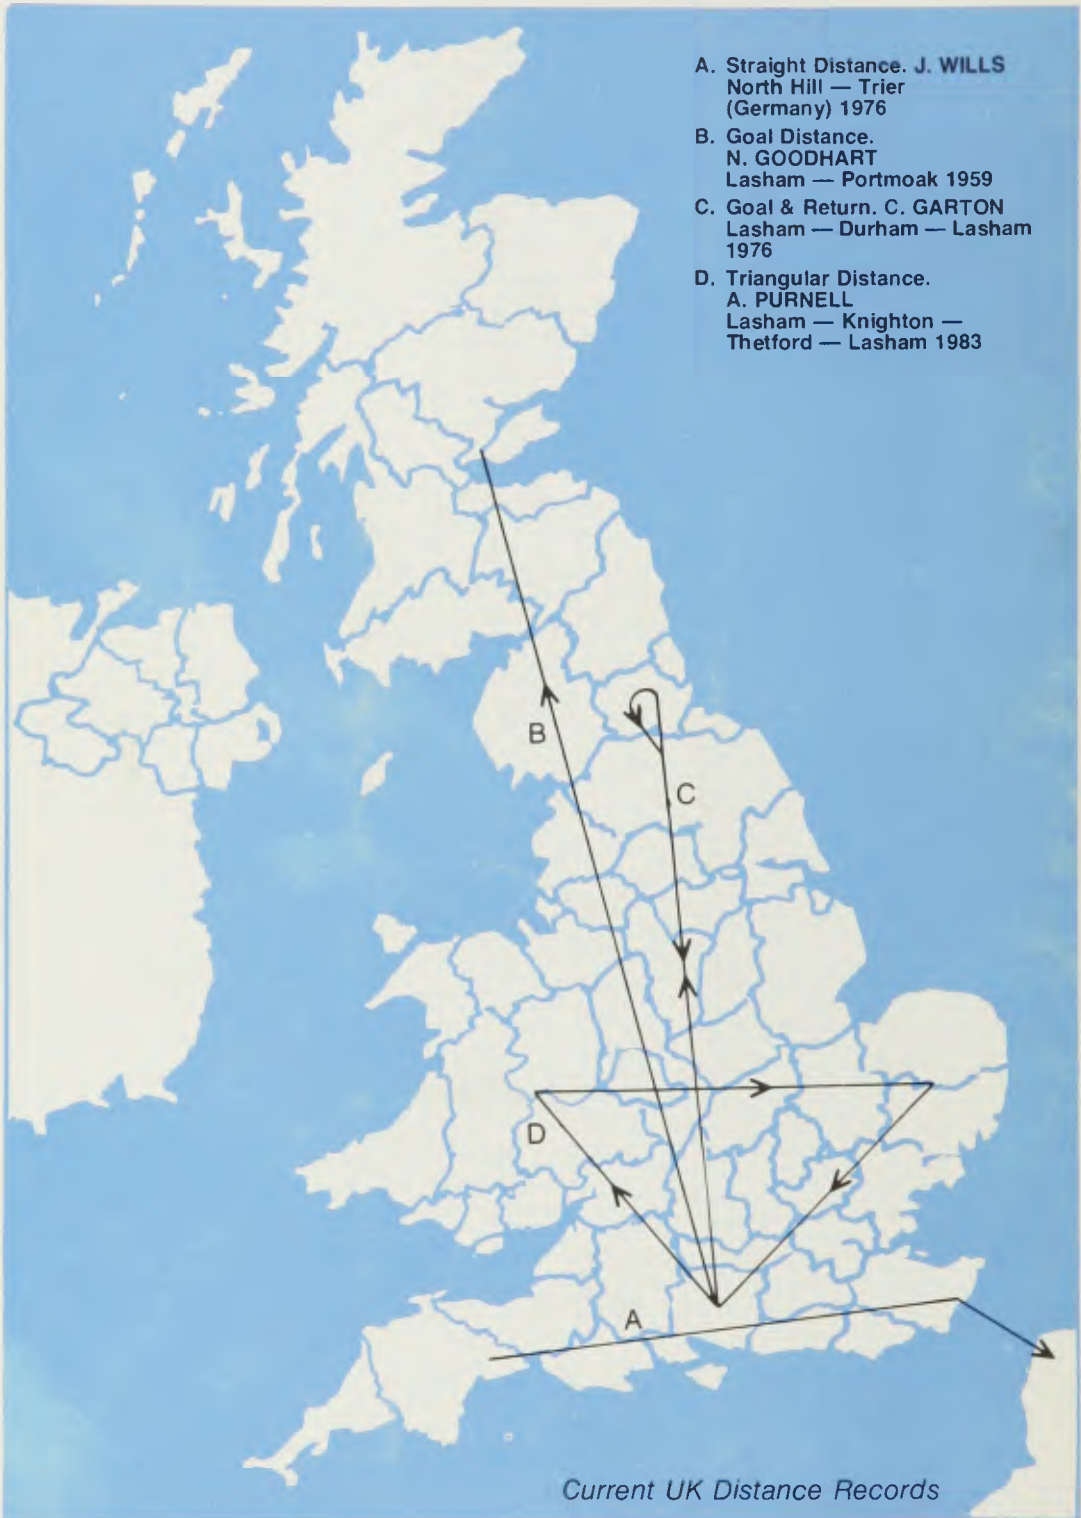 A. Straight Distance. J. WILLS
North Hill — Trier
(Germany) 1976
B. Goal Distance.
N. GOODHART
Lasham — Portmoak 1959
C. Goal & Return. C. GARTON
Lasham — Durham — Lasham
1976
D. Triangular Distance.
A. PURNELL
Lasham — Knighton —
Thetford — Lasham 1983
B
C
D
A
Current UK Distance Records